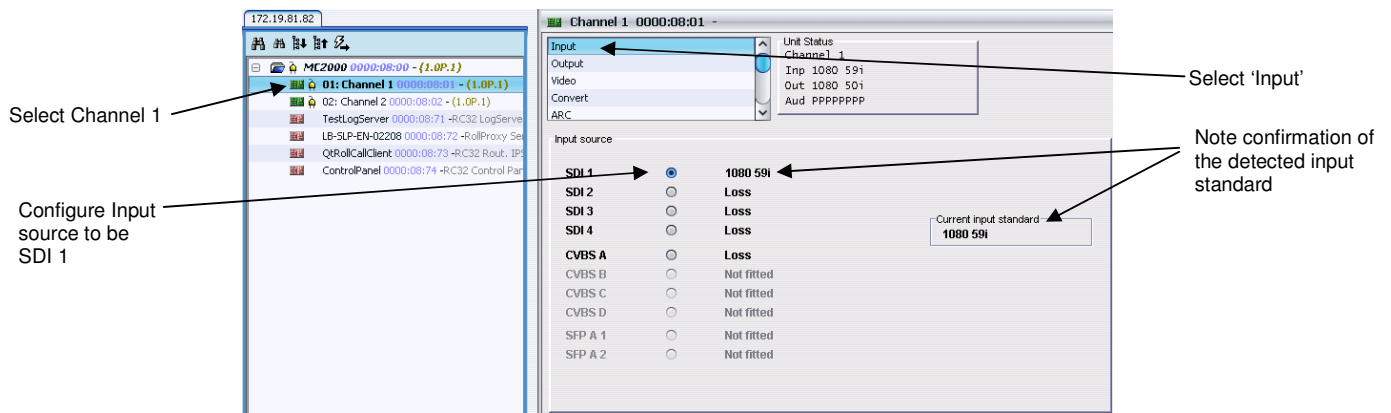 172.19.81.82
MC2000 0000:08:00 - (1.0P.1)
01: Channel 1 0000:08:01 - (1.0P.1)
02: Channel 2 0000:08:02 - (1.0P.1)
TestLogServer 0000:08:71 -RC32 LogServe
LB-SLP-EN-02208 0000:08:72 -RollProxy Se
QtRollCallClient 0000:08:73 -RC32 Rout. IPS
ControlPanel 0000:08:74 -RC32 Control Par
Select Channel 1
Configure Input
source to be
SDI 1
Channel 1 0000:08:01 -
Input
Output
Video
Convert
ARC
Unit Status
Channel 1
Inp 1080 59i
Out 1080 50i
Aud PPPPPPPP
Select ‘Input’
Input source
SDI 1 1080 59i
SDI 2 Loss
SDI 3 Loss
SDI 4 Loss
CVBS A Loss
CVBS B Not fitted
CVBS C Not fitted
CVBS D Not fitted
SFP A 1 Not fitted
SFP A 2 Not fitted
Current input standard
1080 59i
Note confirmation of
the detected input
standard